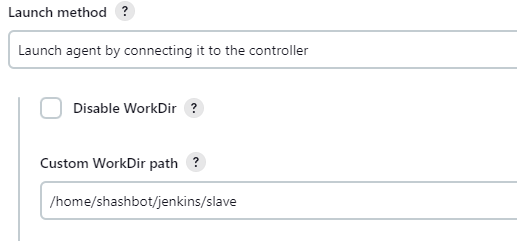 Launch method ?
Launch agent by connecting it to the controller
Disable WorkDir ?
Custom WorkDir path ?
/home/shashbot/jenkins/slave